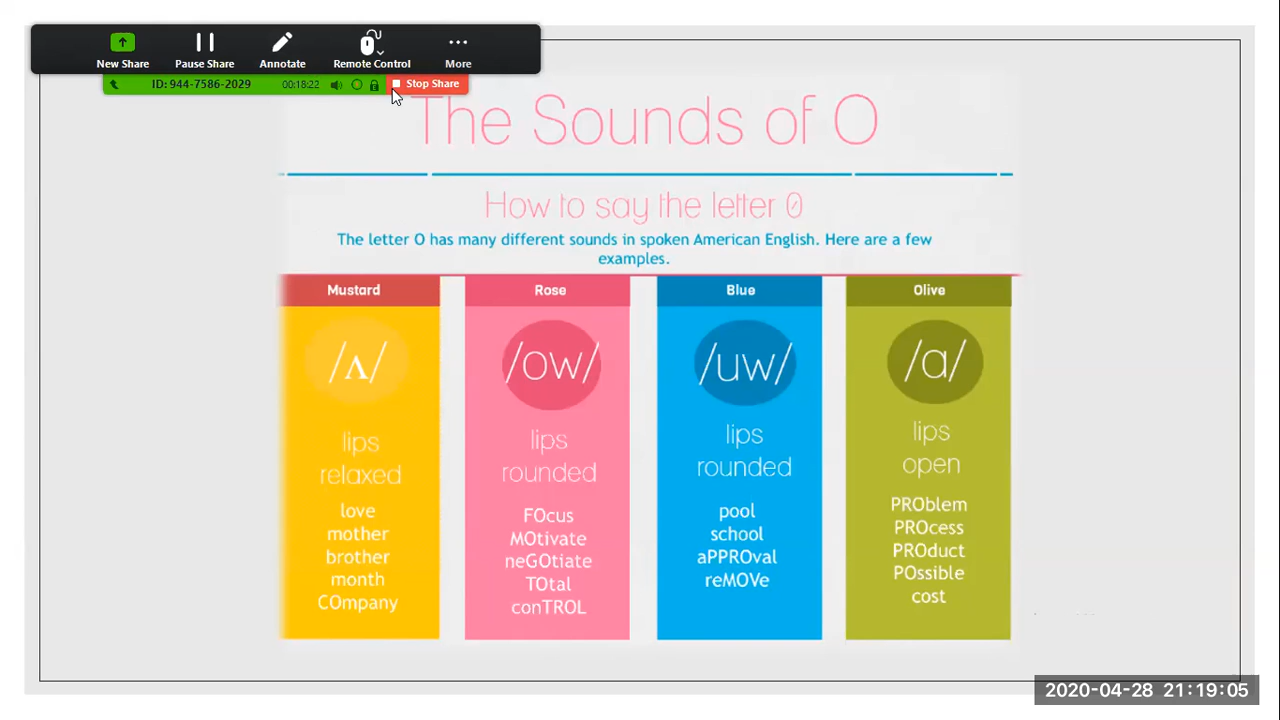 New Share Pause Share Annotate Remote Control More
ID: 944-7586-2029 00:18:22 Stop Share
The Sounds of O
How to say the letter O
The letter O has many different sounds in spoken American English. Here are a few
examples.
Mustard
/ʌ/
lips
relaxed
love
mother
brother
month
COmpany
Rose
/ow/
lips
rounded
FOcus
MOtivate
neGOtiate
TOtal
conTROL
Blue
/uw/
lips
rounded
pool
school
aPPROval
reMOVe
Olive
/a/
lips
open
PROblem
PROcess
PROduct
POssible
cost
2020-04-28 21:19:05